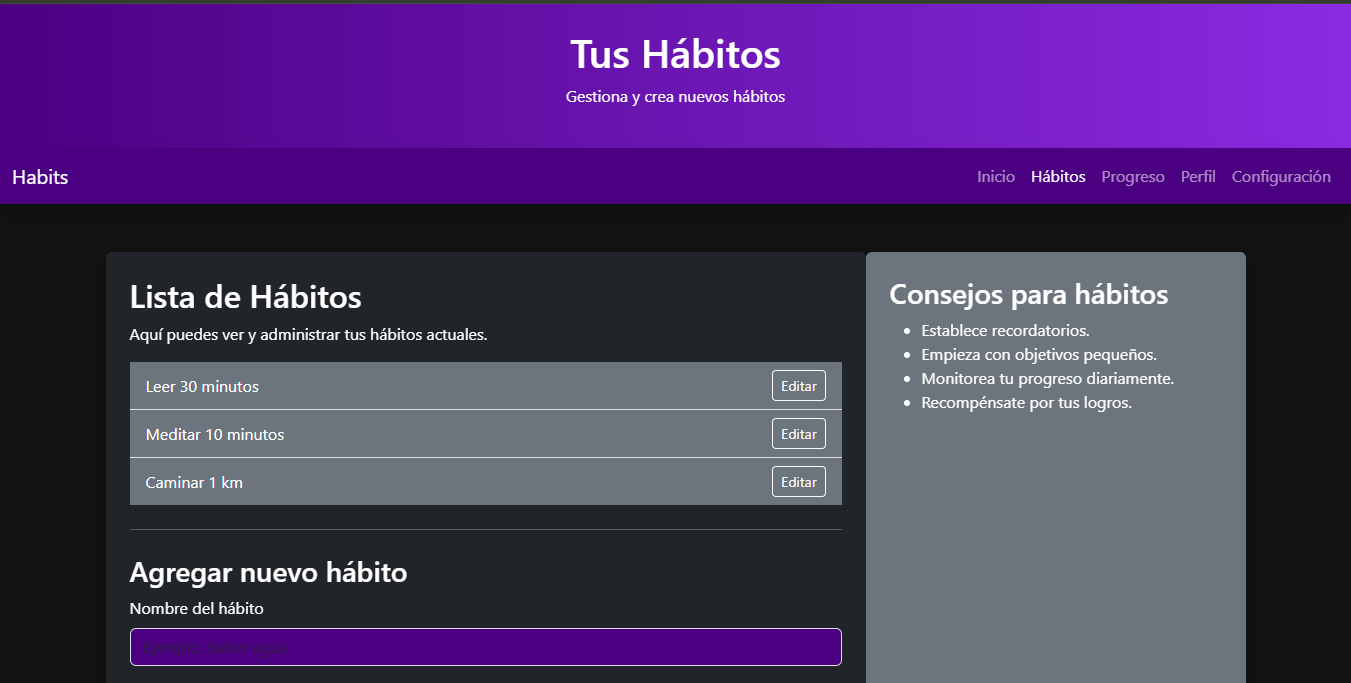 Tus Hábitos
Gestiona y crea nuevos hábitos
Habits
Inicio Hábitos Progreso Perfil Configuración
Lista de Hábitos
Aquí puedes ver y administrar tus hábitos actuales.
Leer 30 minutos Editar
Meditar 10 minutos Editar
Caminar 1 km Editar
Agregar nuevo hábito
Nombre del hábito
Ejemplo: Beber agua
Consejos para hábitos
Establece recordatorios.
Empieza con objetivos pequeños.
Monitorea tu progreso diariamente.
Recompénsate por tus logros.